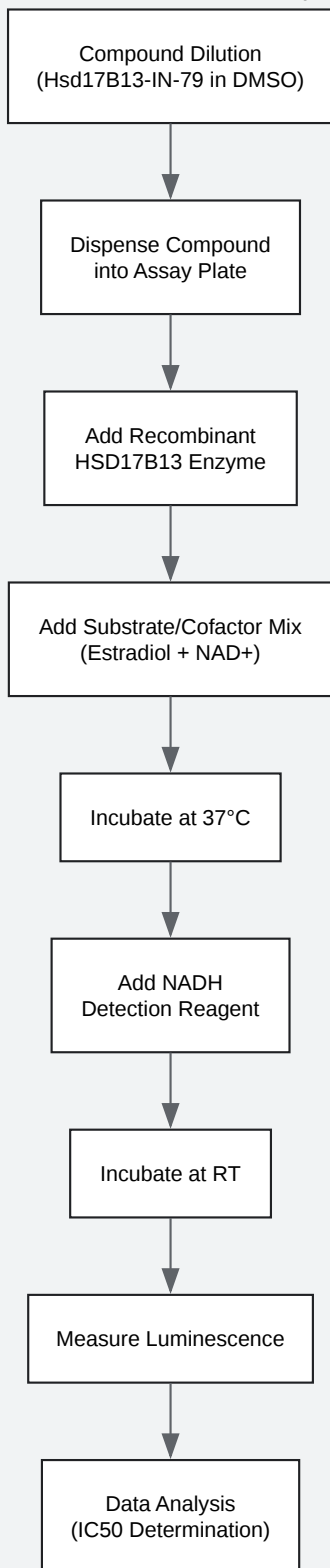 Compound Dilution
(Hsd17B13-IN-79 in DMSO)
Dispense Compound
into Assay Plate
Add Recombinant
HSD17B13 Enzyme
Add Substrate/Cofactor Mix
(Estradiol + NAD+)
Incubate at 37°C
Add NADH
Detection Reagent
Incubate at RT
Measure Luminescence
Data Analysis
(IC50 Determination)